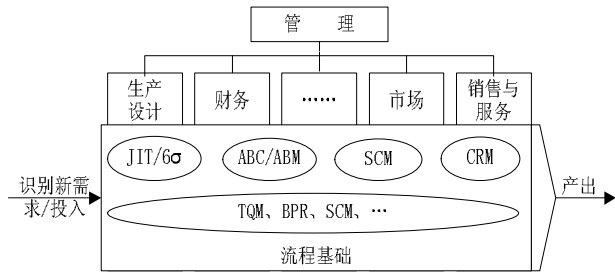 管 理
生产
设计
财务
……
市场
销售与
服务
JIT/6σ
ABC/ABM
SCM
CRM
识别新需
求/投入
产出
TQM、BPR、SCM、…
流程基础